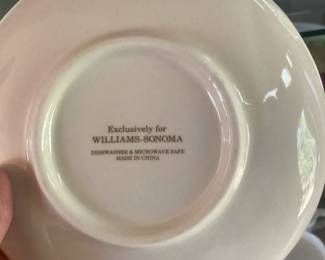 Exclusively for
WILLIAMS-SONOMA
DISHWASHER & MICROWAVE SAFE
MADE IN CHINA